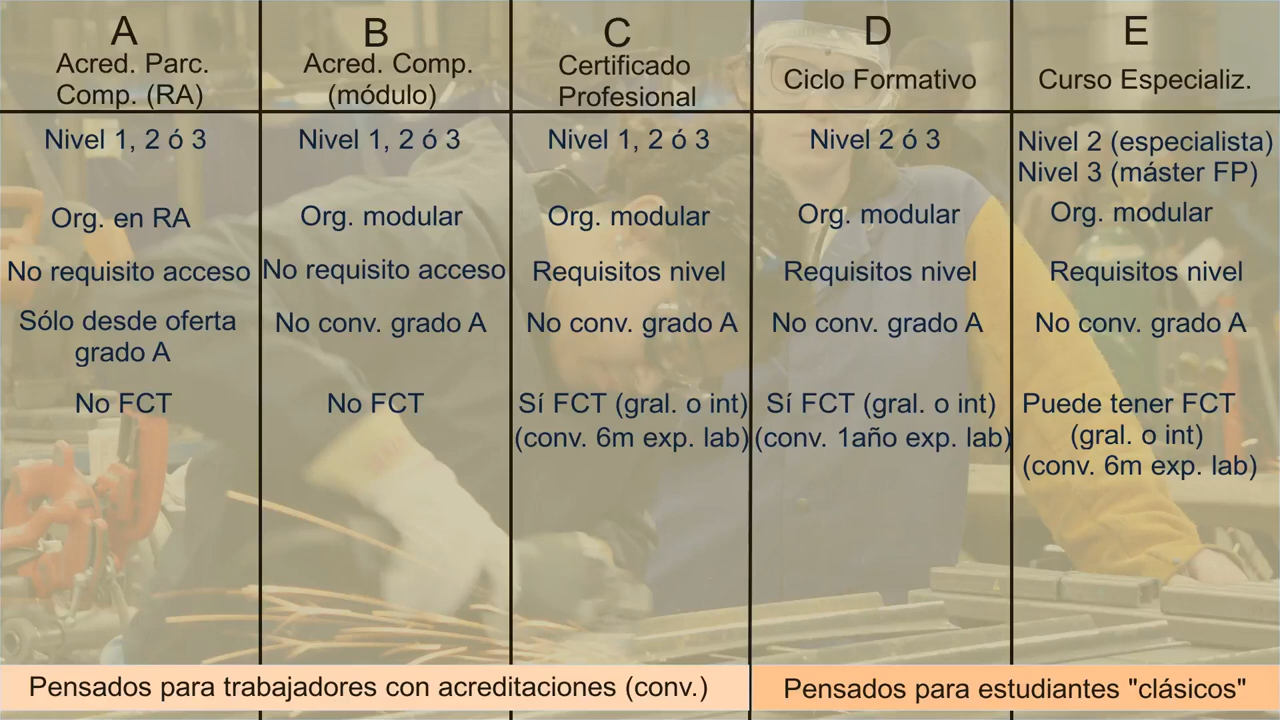 A
Acred. Parc.
Comp. (RA)
Nivel 1, 2 ó 3
Org. en RA
No requisito acceso
Sólo desde oferta
grado A
No FCT
B
Acred. Comp.
(módulo)
Nivel 1, 2 ó 3
Org. modular
No requisito acceso
No conv. grado A
No FCT
C
Certificado
Profesional
Nivel 1, 2 ó 3
Org. modular
Requisitos nivel
No conv. grado A
Sí FCT (gral. o int)
(conv. 6m exp. lab)
D
Ciclo Formativo
Nivel 2 ó 3
Org. modular
Requisitos nivel
No conv. grado A
Sí FCT (gral. o int)
(conv. 1año exp. lab)
E
Curso Especializ.
Nivel 2 (especialista)
Nivel 3 (máster FP)
Org. modular
Requisitos nivel
No conv. grado A
Puede tener FCT
(gral. o int)
(conv. 6m exp. lab)
Pensados para trabajadores con acreditaciones (conv.)
Pensados para estudiantes "clásicos"